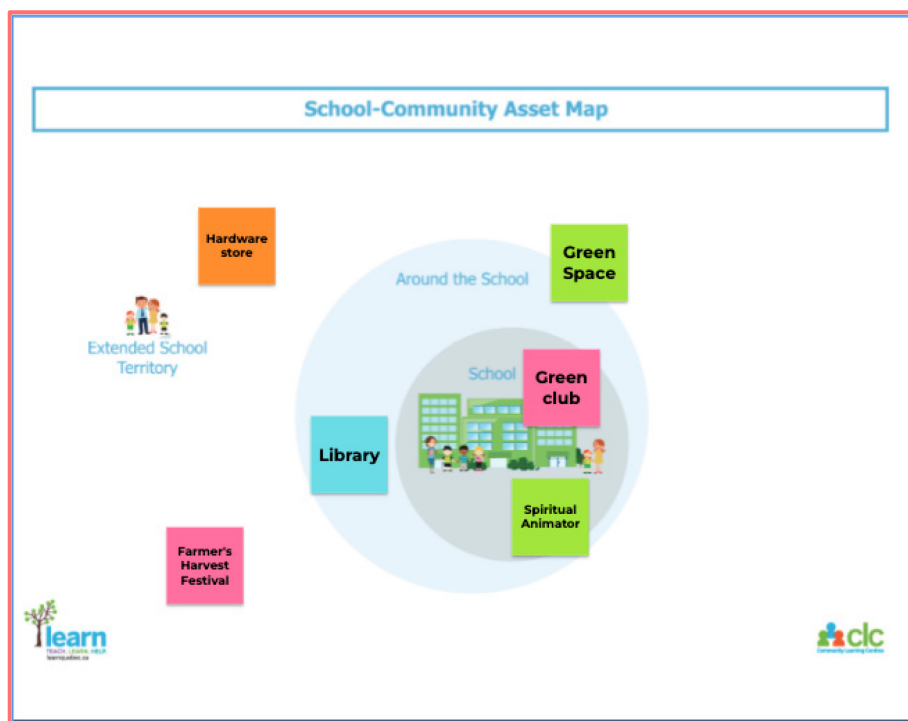 School-Community Asset Map
Hardware
store
Green
Space
Around the School
Extended School
Territory
School
Green
club
Library
Spiritual
Animator
Farmer's
Harvest
Festival
learn
TEACH. LEARN. HELP.
learnquebec.ca
clc
Community Learning Centres